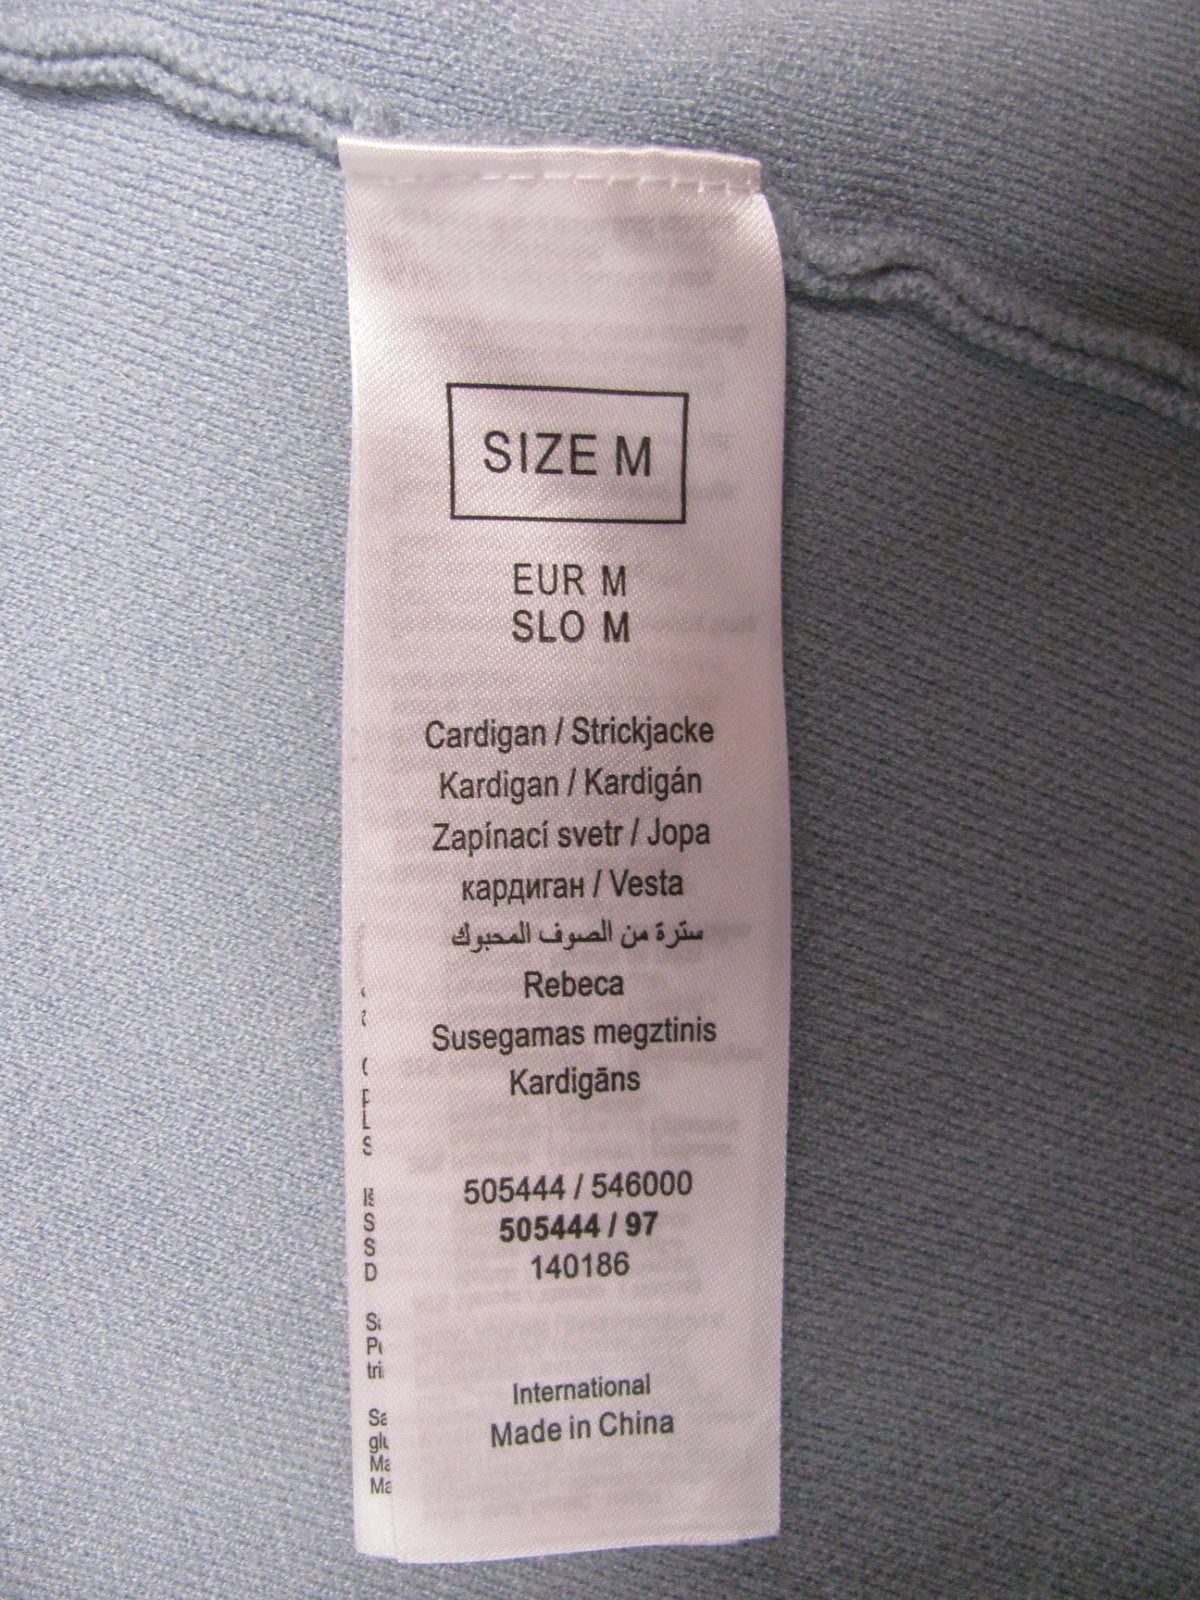 SIZE M
EUR M
SLO M
Cardigan / Strickjacke
Kardigan / Kardigán
Zapínací svetr / Jopa
кардиган / Vesta
سترة من الصوف المحبوك
Rebeca
Susegamas megztinis
Kardigāns
505444 / 546000
505444 / 97
140186
International
Made in China